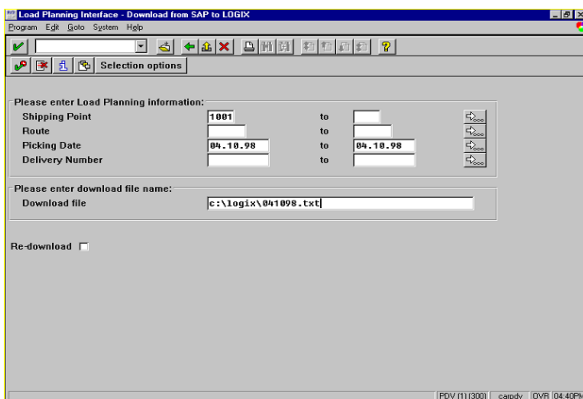 Load Planning Interface - Download from SAP to LOGIX
Program Edit Goto System Help
Selection options
Please enter Load Planning information:
Shipping Point 1001 to
Route to
Picking Date 04.10.98 to 04.10.98
Delivery Number to
Please enter download file name:
Download file c:\logix\041098.txt
Re-download
PDV (1) (300) carpdv OVR 04:40P